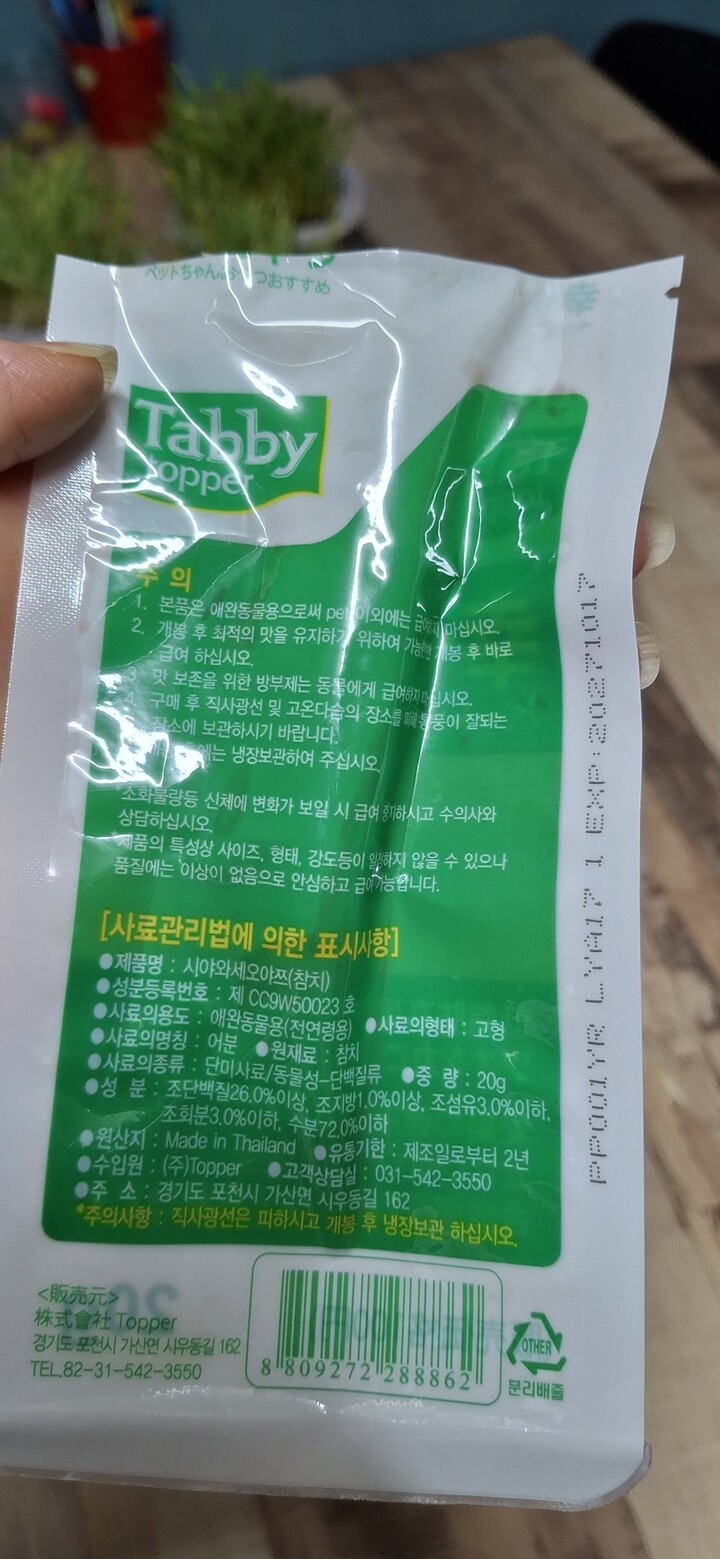 ペットちゃんお つおすすめ
幸
Tabby
topper
주 의
1. 본품은 애완동물용으로써 pet 이외에는 급여하지 마십시오.
2. 개봉 후 최적의 맛을 유지하기 위하여 가능한한 개봉 후 바로
급여 하십시오.
3. 맛 보존을 위한 방부제는 동물에게 급여하지 마십시오.
4. 구매 후 직사광선 및 고온다습의 장소를 피해 통풍이 잘되는
장소에 보관하시기 바랍니다.
에는 냉장보관하여 주십시오.
소화불량등 신체에 변화가 보일 시 급여 중지하시고 수의사와
상담하십시오.
제품의 특성상 사이즈, 형태, 강도등이 일정하지 않을 수 있으나
품질에는 이상이 없음으로 안심하고 급여가능합니다.
[사료관리법에 의한 표시사항]
●제품명 : 시야와세오야쯔(참치)
●성분등록번호 : 제 CC9W50023 호
●사료의용도 : 애완동물용(전연령용) ●사료의형태 : 고형
●사료의명칭 : 어분 ●원재료 : 참치
●사료의종류 : 단미사료/동물성-단백질류 ●중 량 : 20g
●성 분 : 조단백질26.0%이상, 조지방1.0%이상, 조섬유3.0%이하,
조회분3.0%이하, 수분72.0%이하
●원산지 : Made in Thailand ●유통기한 : 제조일로부터 2년
●수입원 : (주)Topper ●고객상담실 : 031-542-3550
●주 소 : 경기도 포천시 가산면 시우동길 162
*주의사항 : 직사광선은 피하시고 개봉 후 냉장보관 하십시오.
<販売元>
株式會社 Topper
경기도 포천시 가산면 시우동길 162
TEL.82-31-542-3550
8 809272 288862
OTHER
분리배출